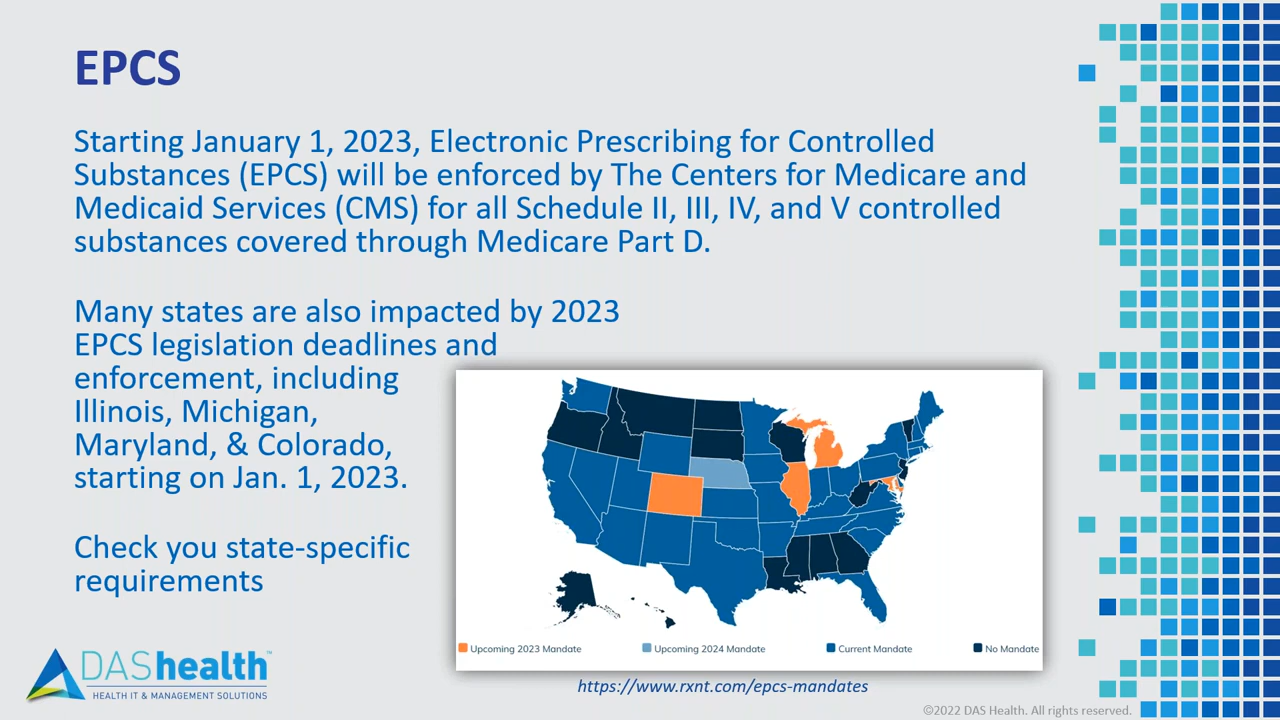 EPCS
Starting January 1, 2023, Electronic Prescribing for Controlled
Substances (EPCS) will be enforced by The Centers for Medicare and
Medicaid Services (CMS) for all Schedule II, III, IV, and V controlled
substances covered through Medicare Part D.
Many states are also impacted by 2023
EPCS legislation deadlines and
enforcement, including
Illinois, Michigan,
Maryland, & Colorado,
starting on Jan. 1, 2023.
Check you state-specific
requirements
Upcoming 2023 Mandate
Upcoming 2024 Mandate
Current Mandate
No Mandate
https://www.rxnt.com/epcs-mandates
DAShealth™
HEALTH IT & MANAGEMENT SOLUTIONS
©2022 DAS Health. All rights reserved.